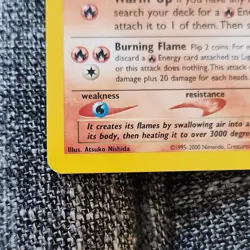 Warm Up If you have any
search your deck for a Energy
attach it to 1 of them. Then s
Burning Flame Flip 2 coins. For
discard a Energy card attached to
or this attack does nothing. This attack
damage plus 20 damage for each
weakness resistance
It creates its flames by swallowing air into a
its body, then heating it to over 3000 degre
Illus. Atsuko Nishida ©1995-2000 Nintendo, Creatures